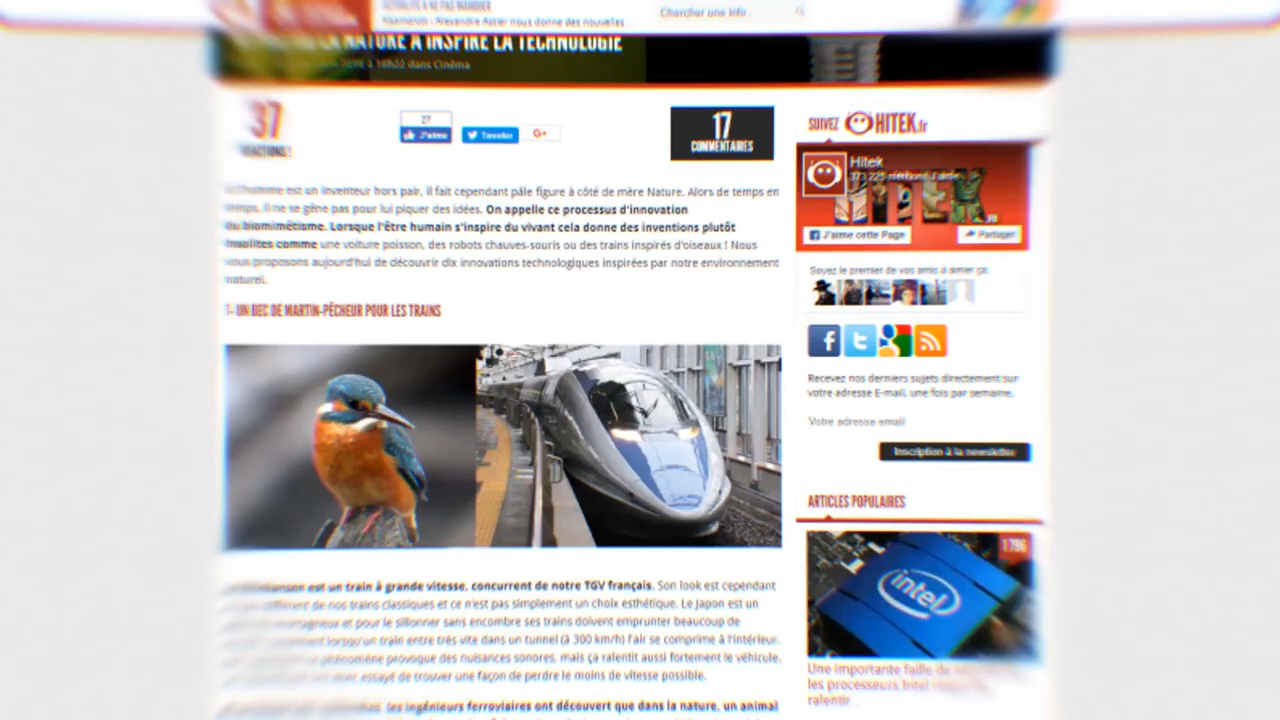 ACTUALITÉ À NE PAS MANQUER
Kaamelott : Alexandre Astier nous donne des nouvelles...
Chercher une info..
LA NATURE A INSPIRÉ LA TECHNOLOGIE
à 18h22 dans Cinéma
37
RÉACTIONS !
27
J'aime
Tweeter
G+
17
COMMENTAIRES
l'homme est un inventeur hors pair, il fait cependant pâle figure à côté de mère Nature. Alors de temps en
temps, il ne se gêne pas pour lui piquer des idées. On appelle ce processus d'innovation
du biomimétisme. Lorsque l'être humain s'inspire du vivant cela donne des inventions plutôt
insolites comme une voiture poisson, des robots chauves-souris ou des trains inspirés d'oiseaux ! Nous
vous proposons aujourd'hui de découvrir dix innovations technologiques inspirées par notre environnement
naturel.
1- UN BEC DE MARTIN-PÊCHEUR POUR LES TRAINS
est un train à grande vitesse, concurrent de notre TGV français. Son look est cependant
de nos trains classiques et ce n'est pas simplement un choix esthétique. Le Japon est un
montagneux et pour le sillonner sans encombre ses trains doivent emprunter beaucoup de
lorsqu'un train entre très vite dans un tunnel (à 300 km/h) l'air se comprime à l'intérieur.
phénomène provoque des nuisances sonores, mais ça ralentit aussi fortement le véhicule.
essayé de trouver une façon de perdre le moins de vitesse possible.
les ingénieurs ferroviaires ont découvert que dans la nature, un animal
SUIVEZ HITEK.fr
Hitek
373 225 mentions J'aime
HITEK
.FR
J'aime cette Page
Partager
Soyez le premier de vos amis à aimer ça.
Recevez nos derniers sujets directement sur
votre adresse E-mail, une fois par semaine.
Votre adresse email
Inscription à la newsletter
ARTICLES POPULAIRES
1 796
intel
Une importante faille de
les processeurs Intel
ralentir ...